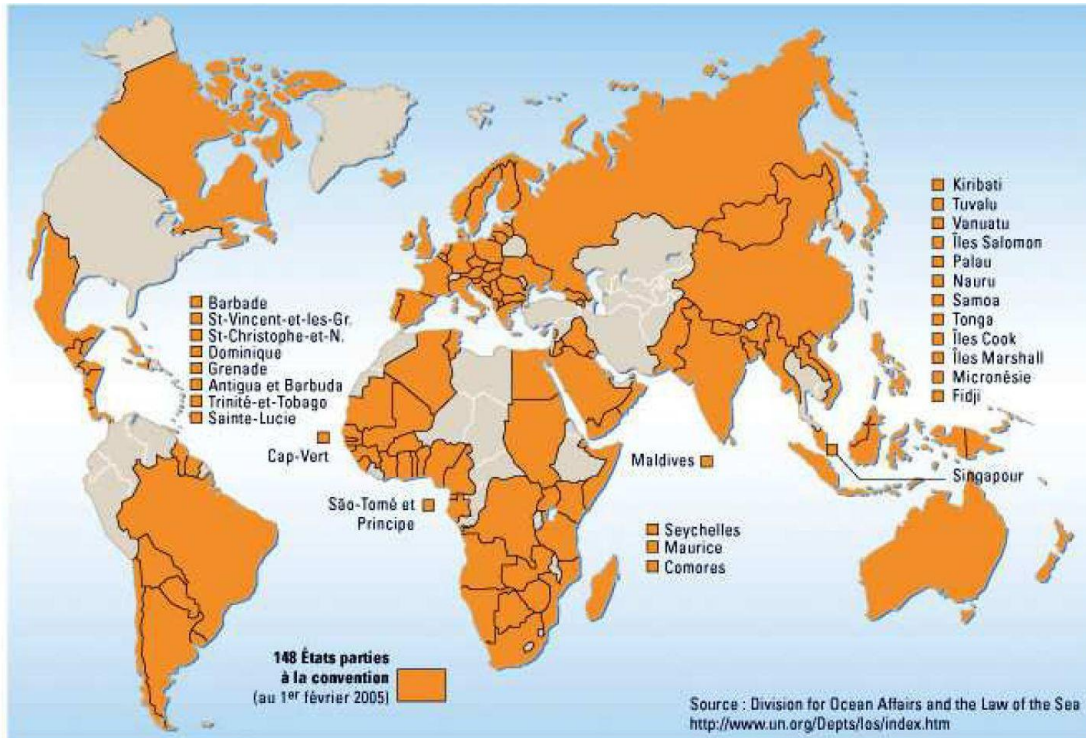 Kiribati
Tuvalu
Vanuatu
Îles Salomon
Palau
Nauru
Samoa
Tonga
Îles Cook
Îles Marshall
Micronésie
Fidji
Barbade
St-Vincent-et-les-Gr.
St-Christophe-et-N.
Dominique
Grenade
Antigua et Barbuda
Trinité-et-Tobago
Sainte-Lucie
Cap-Vert
Maldives
Singapour
São-Tomé et
Principe
Seychelles
Maurice
Comores
148 États parties
à la convention
(au 1er février 2005)
Source : Division for Ocean Affairs and the Law of the Sea
http://www.un.org/Depts/los/index.htm